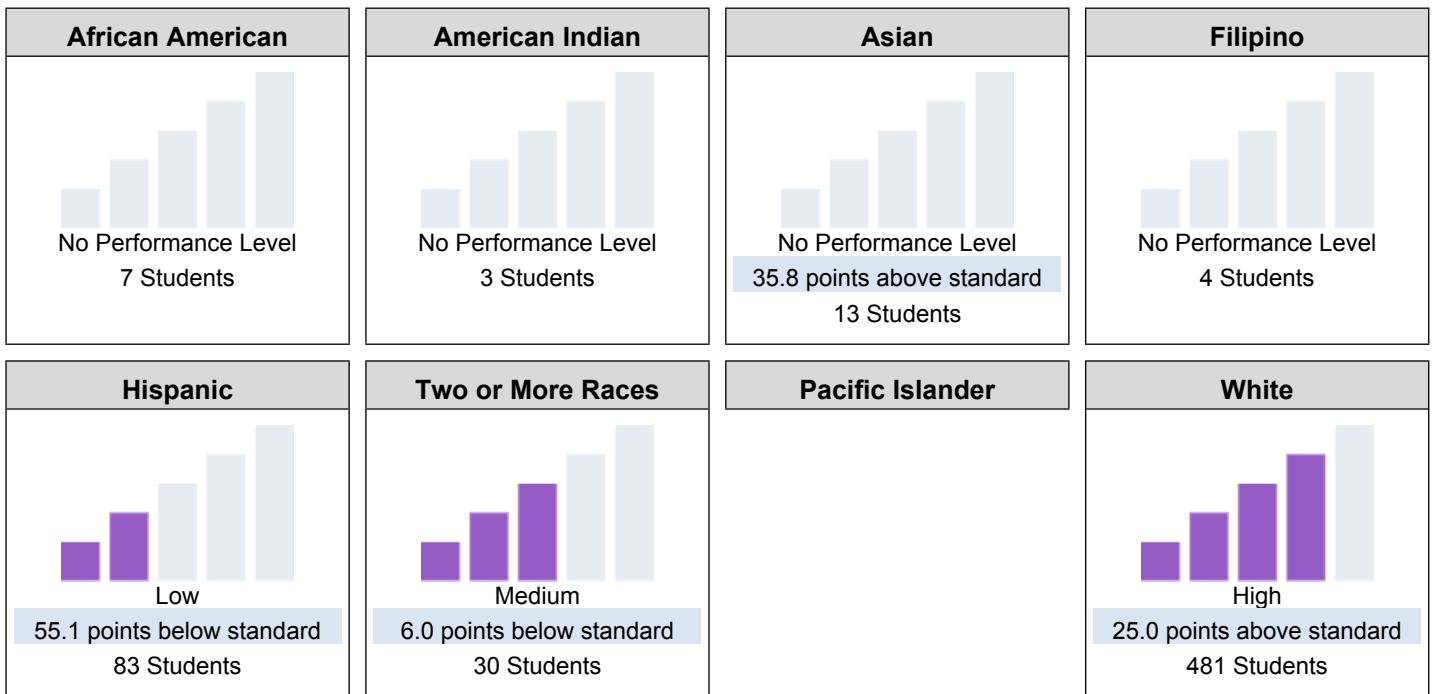 African American
American Indian
Asian
Filipino
No Performance Level
7 Students
No Performance Level
3 Students
No Performance Level
35.8 points above standard
13 Students
No Performance Level
4 Students
Hispanic
Two or More Races
Pacific Islander
White
Low
55.1 points below standard
83 Students
Medium
6.0 points below standard
30 Students
High
25.0 points above standard
481 Students